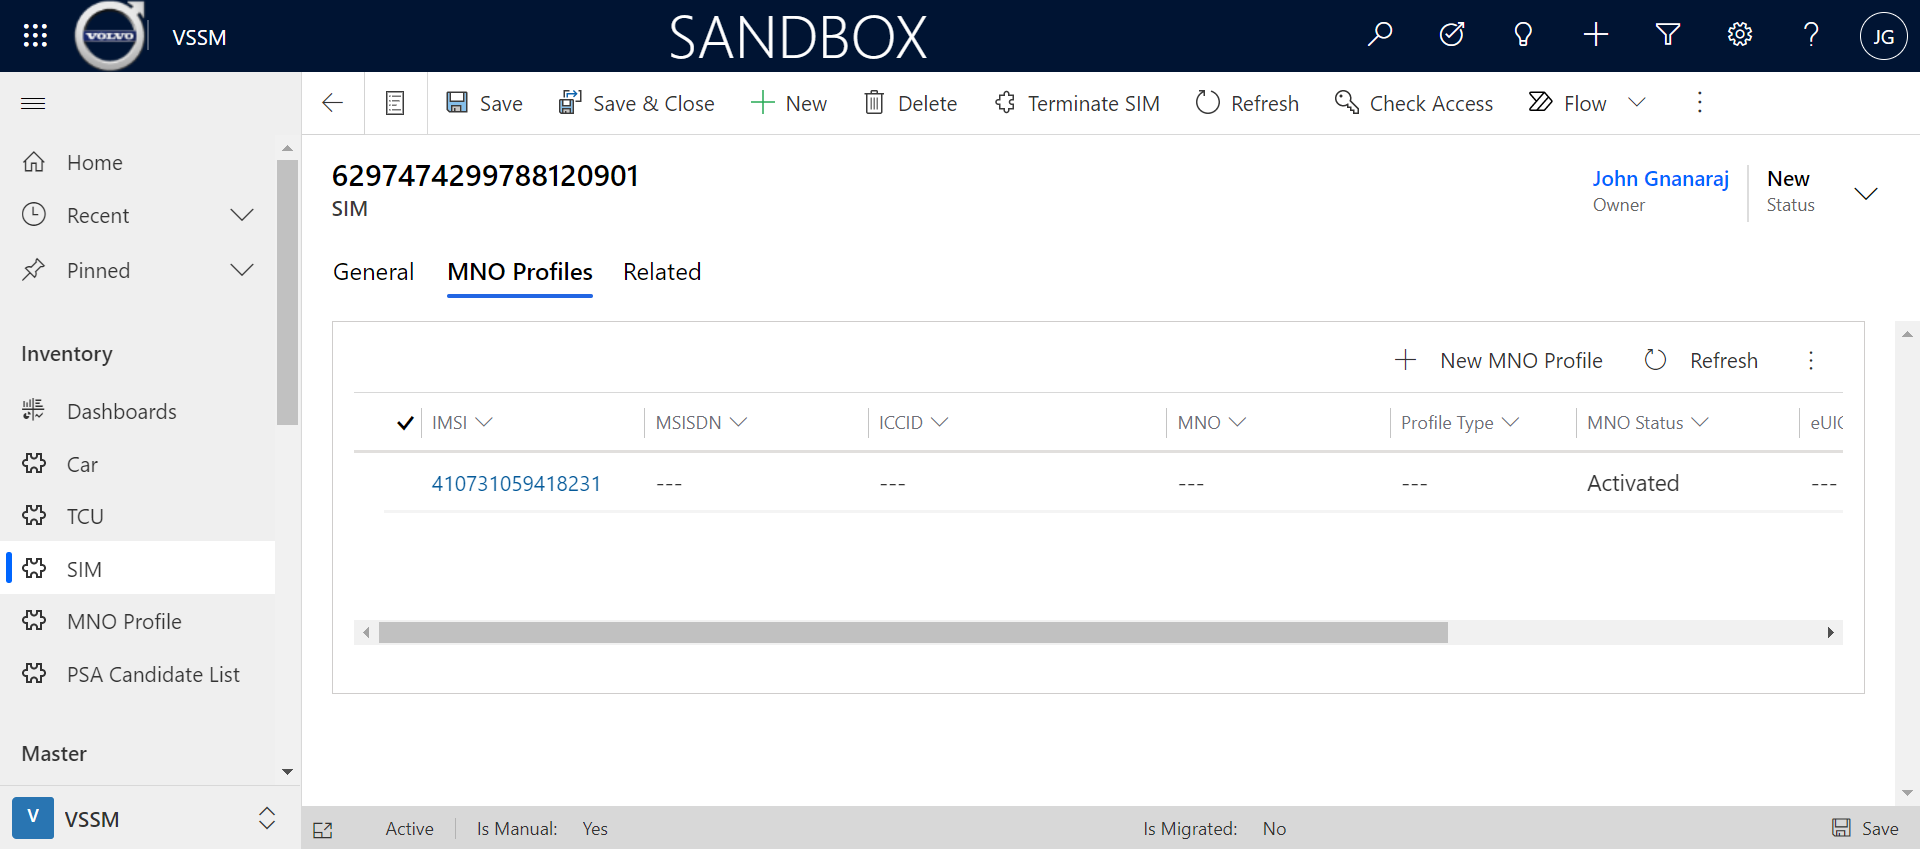 VOLVO
VSSM
SANDBOX
?
JG
Save
Save & Close
New
Delete
Terminate SIM
Refresh
Check Access
Flow
Home
Recent
Pinned
Inventory
Dashboards
Car
TCU
SIM
MNO Profile
PSA Candidate List
Master
V
VSSM
6297474299788120901
SIM
John Gnanaraj
Owner
New
Status
General
MNO Profiles
Related
New MNO Profile
Refresh
IMSI
MSISDN
ICCID
MNO
Profile Type
MNO Status
eUIC
410731059418231
---
---
---
---
Activated
---
Active
Is Manual:
Yes
Is Migrated:
No
Save